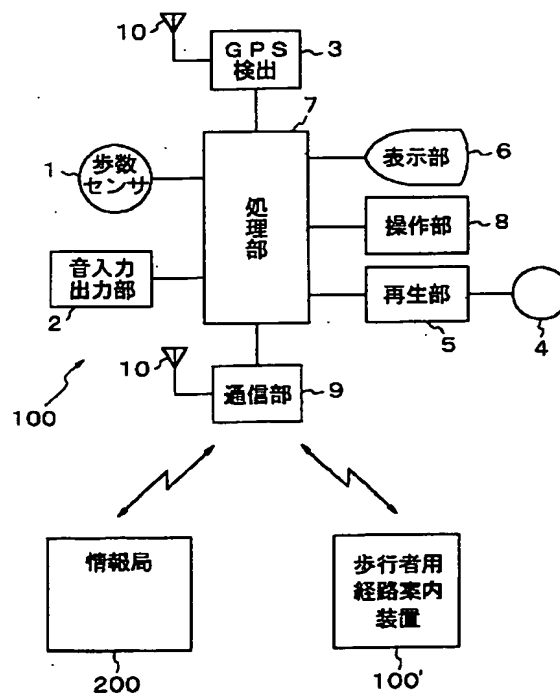 10
GPS
検出
3
7
歩数
センサ
1
処理部
表示部
6
操作部
8
音入力
出力部
2
再生部
5
4
10
通信部
9
100
情報局
200
歩行者用
経路案内
装置
100'